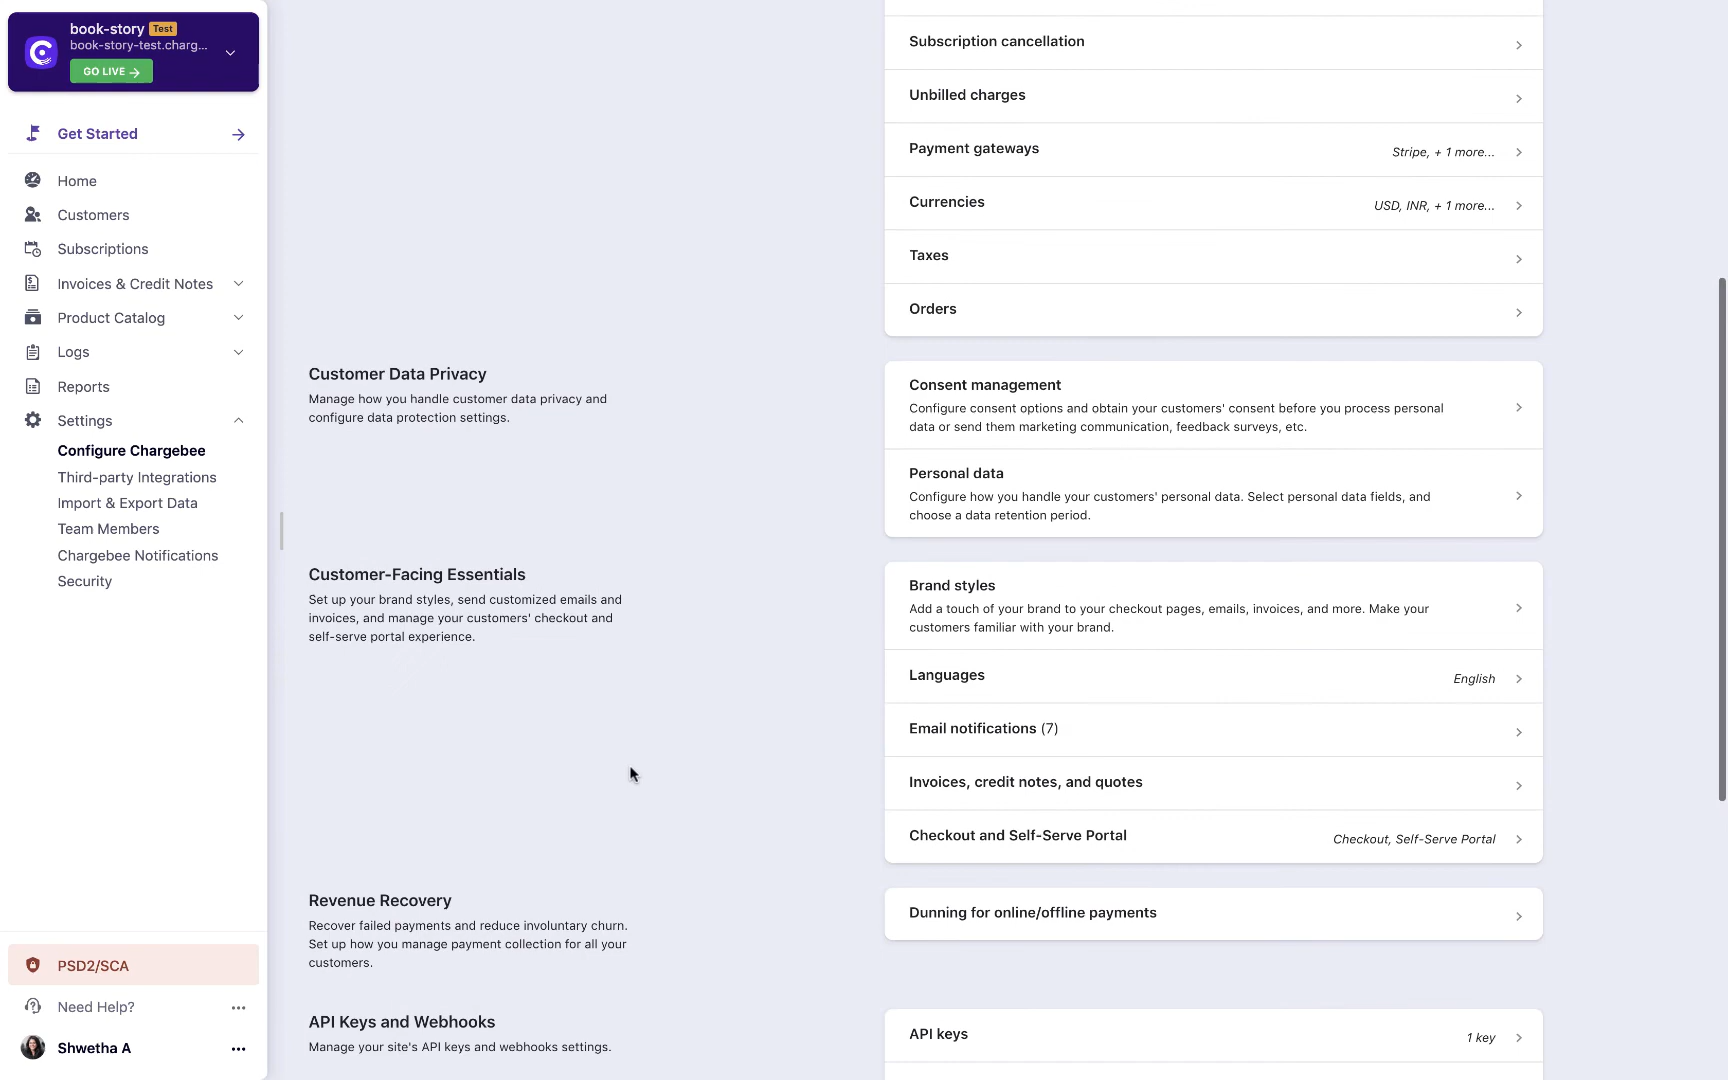 book-story Test
book-story-test.charg...
GO LIVE
Get Started
Home
Customers
Subscriptions
Invoices & Credit Notes
Product Catalog
Logs
Reports
Settings
Configure Chargebee
Third-party Integrations
Import & Export Data
Team Members
Chargebee Notifications
Security
PSD2/SCA
Need Help?
Shwetha A
Subscription cancellation
Unbilled charges
Payment gateways Stripe, + 1 more...
Currencies USD, INR, + 1 more...
Taxes
Orders
Customer Data Privacy
Manage how you handle customer data privacy and
configure data protection settings.
Consent management
Configure consent options and obtain your customers' consent before you process personal
data or send them marketing communication, feedback surveys, etc.
Personal data
Configure how you handle your customers' personal data. Select personal data fields, and
choose a data retention period.
Customer-Facing Essentials
Set up your brand styles, send customized emails and
invoices, and manage your customers' checkout and
self-serve portal experience.
Brand styles
Add a touch of your brand to your checkout pages, emails, invoices, and more. Make your
customers familiar with your brand.
Languages English
Email notifications (7)
Invoices, credit notes, and quotes
Checkout and Self-Serve Portal Checkout, Self-Serve Portal
Revenue Recovery
Recover failed payments and reduce involuntary churn.
Set up how you manage payment collection for all your
customers.
Dunning for online/offline payments
API Keys and Webhooks
Manage your site's API keys and webhooks settings.
API keys 1 key